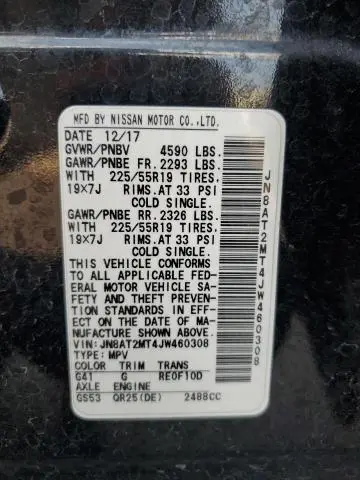 MFD BY NISSAN MOTOR CO.,LTD.
DATE 12/17
GVWR/PNBV 4590 LBS.
GAWR/PNBE FR. 2293 LBS.
WITH 225/55R19 TIRES,
19X7J RIMS,AT 33 PSI
COLD SINGLE.
GAWR/PNBE RR. 2326 LBS.
WITH 225/55R19 TIRES,
19X7J RIMS,AT 33 PSI
COLD SINGLE.
THIS VEHICLE CONFORMS
TO ALL APPLICABLE FED-
ERAL MOTOR VEHICLE SA-
FETY AND THEFT PREVEN-
TION STANDARDS IN EFF-
ECT ON THE DATE OF MA-
NUFACTURE SHOWN ABOVE.
VIN: JN8AT2MT4JW460308
TYPE: MPV
COLOR TRIM TRANS
G41 G RE0F10D
AXLE ENGINE
GS53 QR25(DE) 2488CC
JN8AT2MT4JW460308